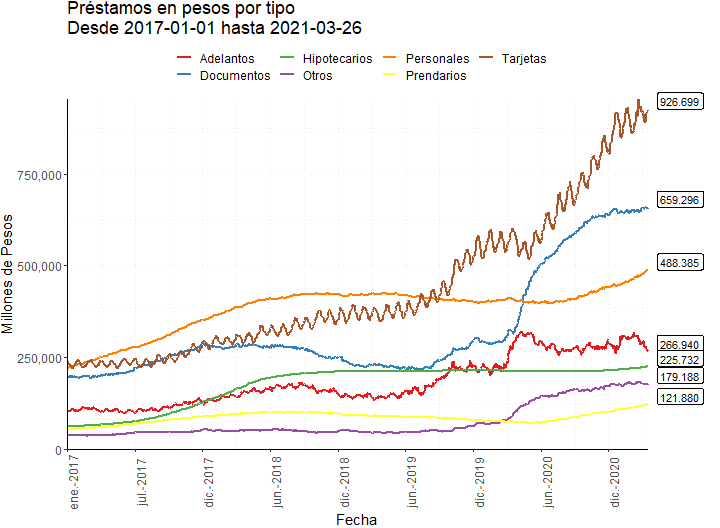 Préstamos en pesos por tipo
Desde 2017-01-01 hasta 2021-03-26
Adelantos Hipotecarios Personales Tarjetas
Documentos Otros Prendarios
926.699
750,000
659.296
500,000
488.385
266.940
250,000
225.732
179.188
121.880
0
Millones de Pesos
ene.-2017 jul.-2017 dic.-2017 jun.-2018 dic.-2018 jun.-2019 dic.-2019 jun.-2020 dic.-2020
Fecha